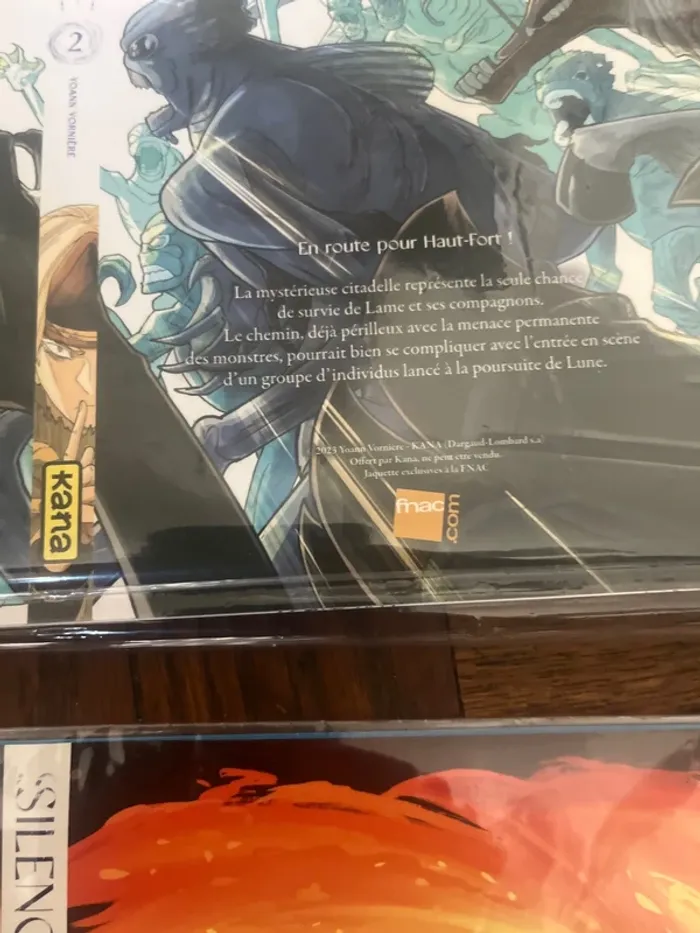 2
YOANN VORNIÈRE
En route pour Haut-Fort !
La mystérieuse citadelle représente la seule chance
de survie de Lame et ses compagnons.
Le chemin, déjà périlleux avec la menace permanente
des monstres, pourrait bien se compliquer avec l'entrée en scène
d'un groupe d'individus lancé à la poursuite de Lune.
2023 Yoann Vornière - KANA (Dargaud-Lombard s.a)
Offert par Kana, ne peut être vendu.
Jaquette exclusives à la FNAC
kana
fnac
.com
SILENC